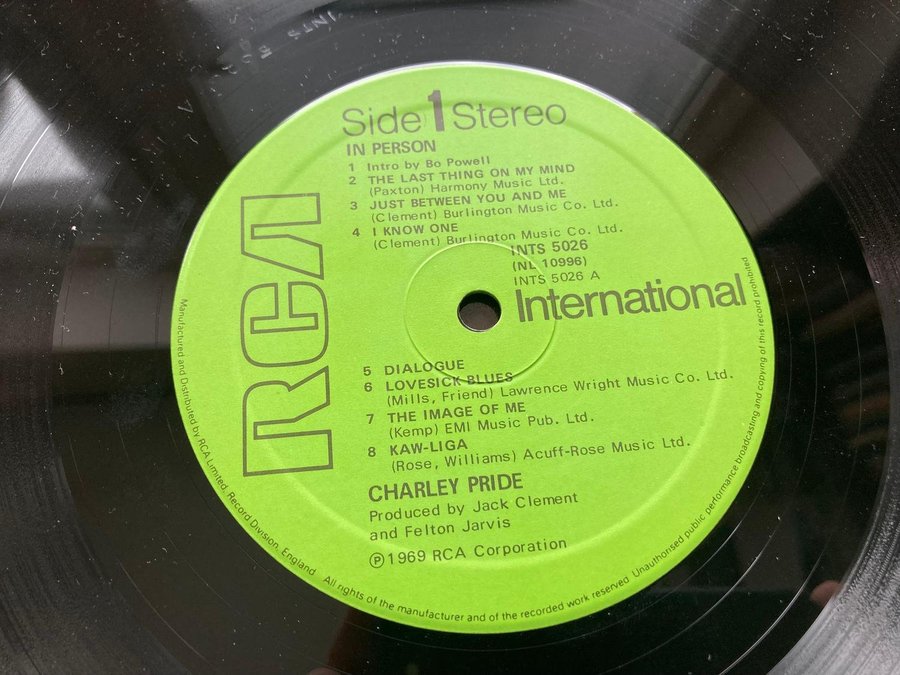 INTS 502
A
Side 1 Stereo
IN PERSON
1 Intro by Bo Powell
2 THE LAST THING ON MY MIND
(Paxton) Harmony Music Ltd.
3 JUST BETWEEN YOU AND ME
(Clement) Burlington Music Co. Ltd.
4 I KNOW ONE
(Clement) Burlington Music Co. Ltd.
INTS 5026
(NL 10996)
INTS 5026 A
International
RCA
5 DIALOGUE
6 LOVESICK BLUES
(Mills, Friend) Lawrence Wright Music Co. Ltd.
7 THE IMAGE OF ME
(Kemp) EMI Music Pub. Ltd.
8 KAW-LIGA
(Rose, Williams) Acuff-Rose Music Ltd.
CHARLEY PRIDE
Produced by Jack Clement
and Felton Jarvis
Ⓟ1969 RCA Corporation
Manufactured and Distributed by RCA Limited, Record Division, England All rights of the manufacturer and of the recorded work reserved Unauthorised public performance broadcasting and copying of this record prohibited